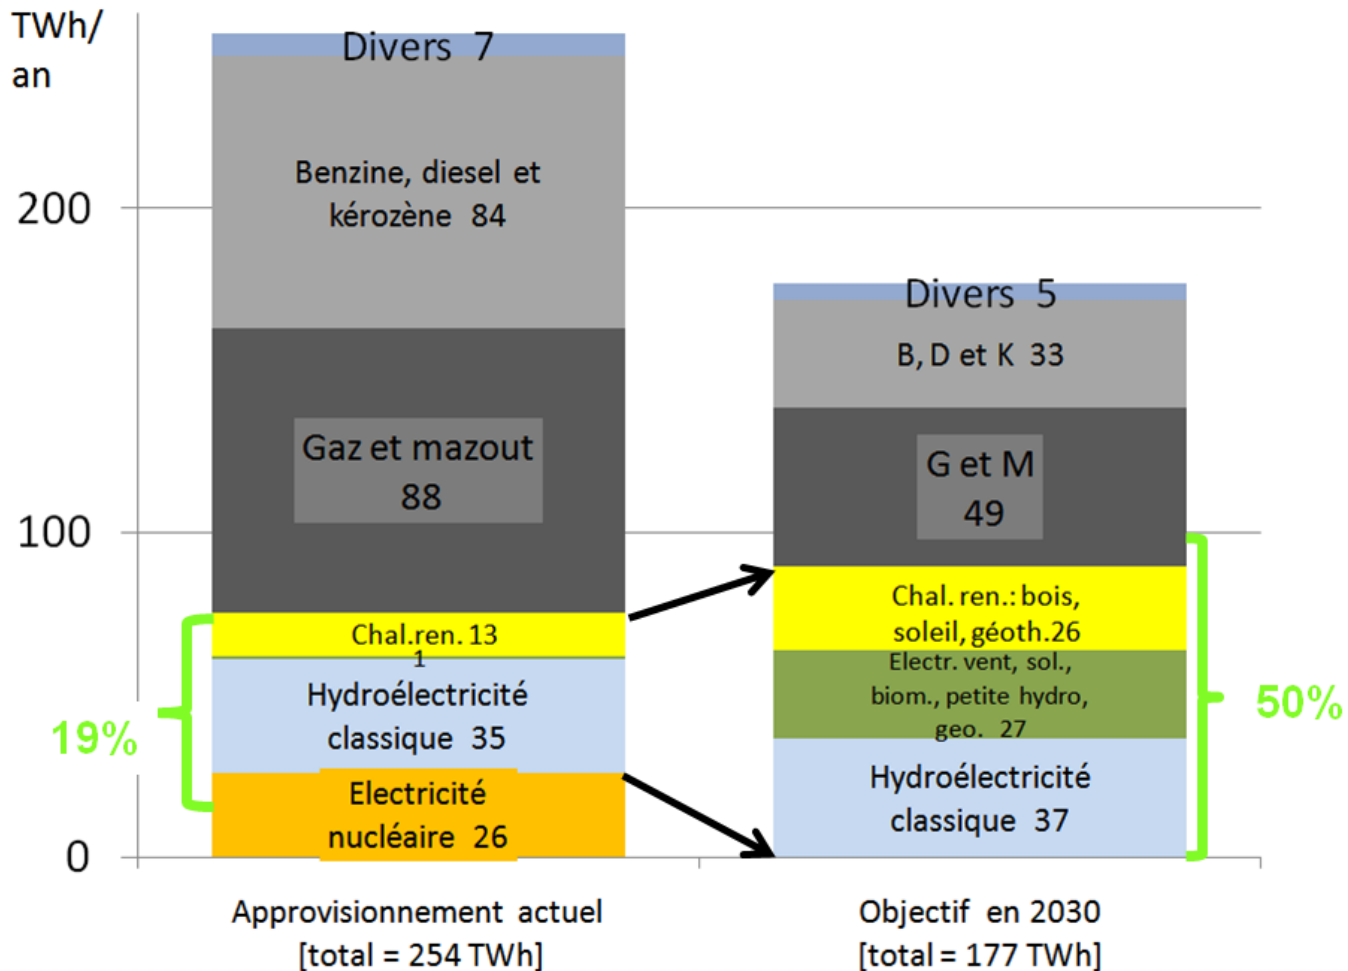 TWh/
an
200
100
0
Divers 7
Benzine, diesel et
kérozène 84
Gaz et mazout
88
Chal.ren. 13
1
Hydroélectricité
classique 35
Electricité
nucléaire 26
19%
Divers 5
B, D et K 33
G et M
49
Chal. ren.: bois,
soleil, géoth.26
Electr. vent, sol.,
biom., petite hydro,
geo. 27
Hydroélectricité
classique 37
50%
Approvisionnement actuel
[total = 254 TWh]
Objectif en 2030
[total = 177 TWh]